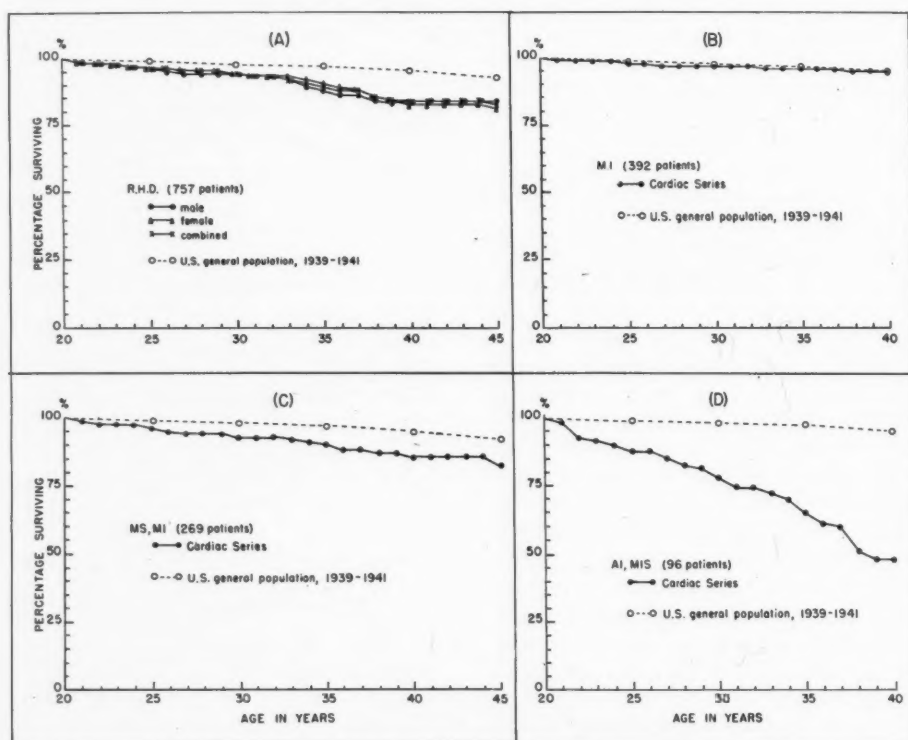 (A)
%
100
75
50
25
0
PERCENTAGE SURVIVING
R.H.D. (757 patients)
male
female
combined
U.S. general population, 1939-1941
20 25 30 35 40 45
(B)
%
100
75
50
25
0
M I (392 patients)
Cardiac Series
U.S. general population, 1939-1941
20 25 30 35 40
(C)
%
100
75
50
25
0
PERCENTAGE SURVIVING
MS, MI (269 patients)
Cardiac Series
U.S. general population, 1939-1941
20 25 30 35 40 45
AGE IN YEARS
(D)
%
100
75
50
25
0
AI, MIS (96 patients)
Cardiac Series
U.S. general population, 1939-1941
20 25 30 35 40
AGE IN YEARS